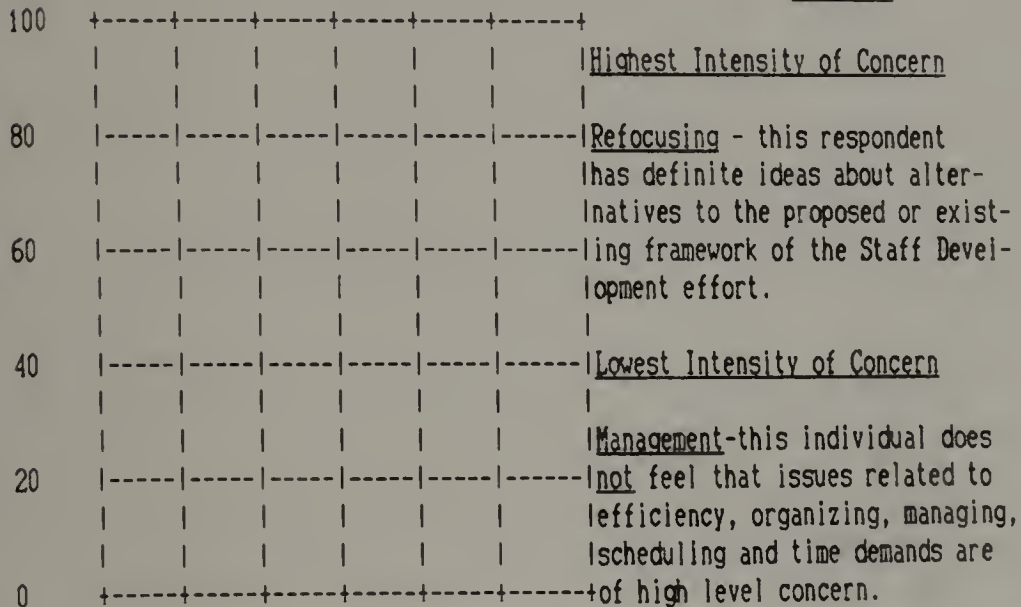 100
Highest Intensity of Concern
80 Refocusing - this respondent
has definite ideas about alter-
natives to the proposed or exist-
60 ing framework of the Staff Devel-
opment effort.
40 Lowest Intensity of Concern
Management-this individual does
20 not feel that issues related to
efficiency, organizing, managing,
scheduling and time demands are
0 of high level concern.